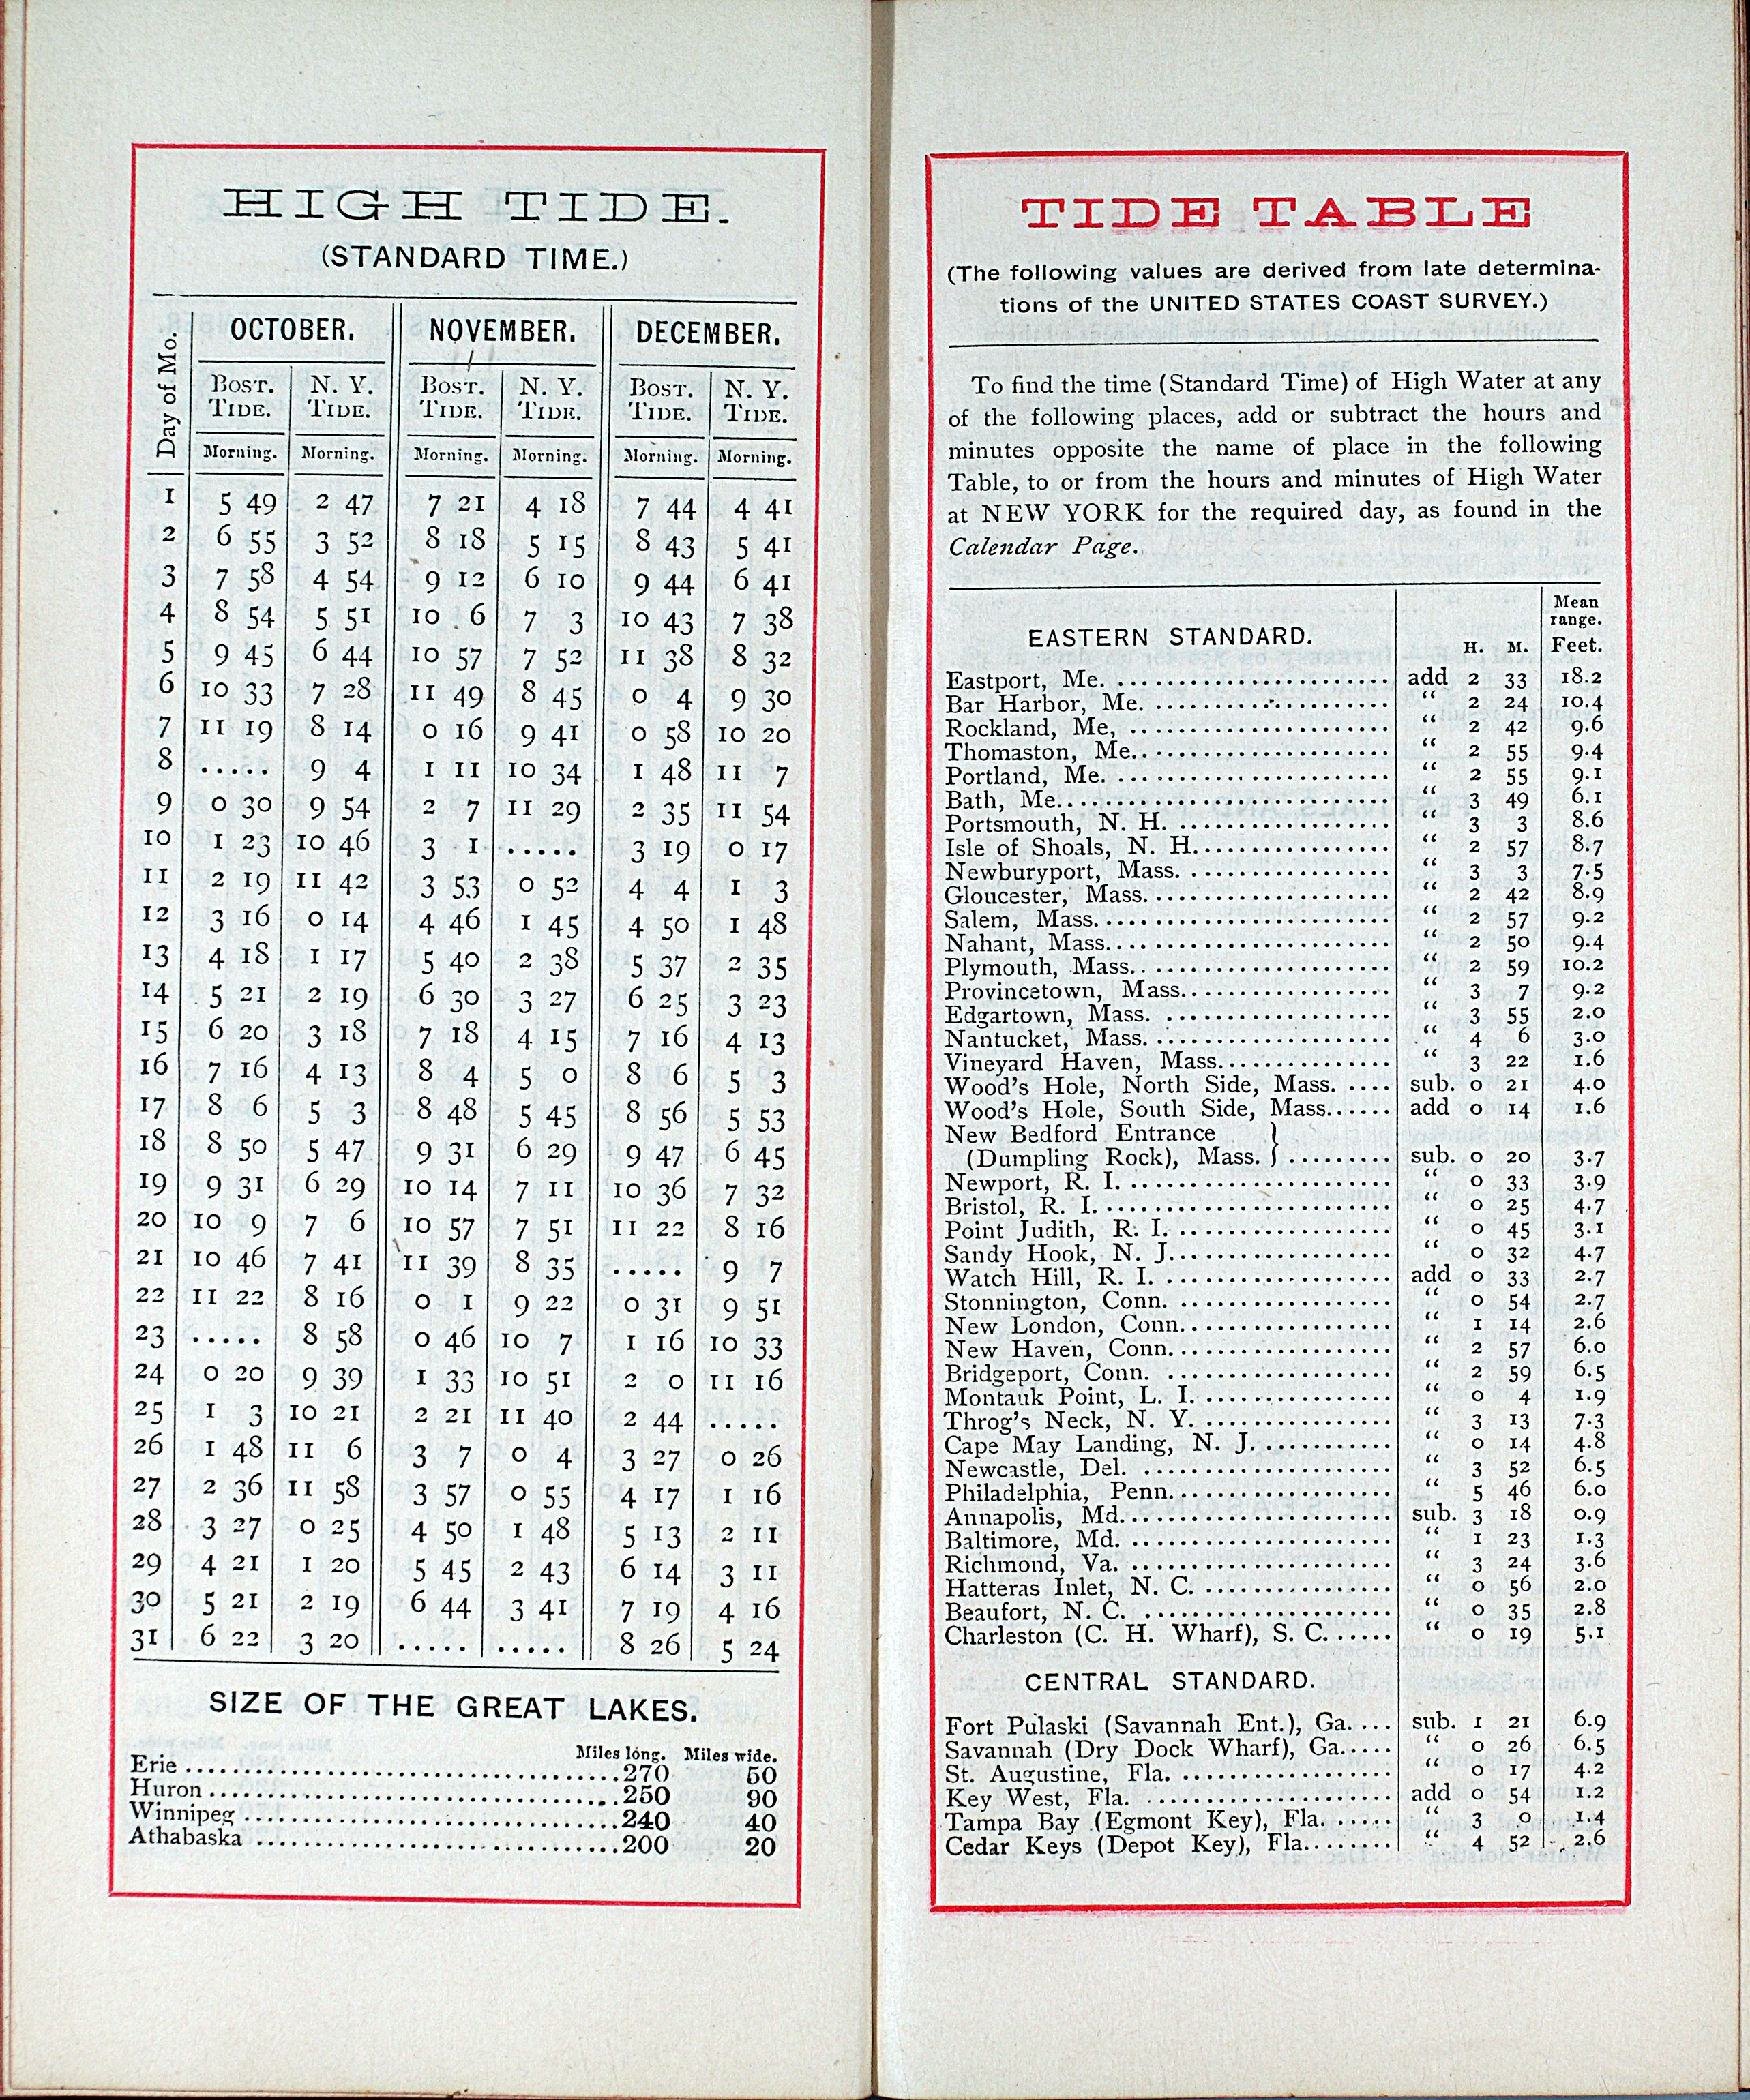 HIGH TIDE.
(STANDARD TIME.)
Day of Mo. OCTOBER. NOVEMBER. DECEMBER.
Bost. Tide. N. Y. Tide. Bost. Tide. N. Y. Tide. Bost. Tide. N. Y. Tide.
Morning. Morning. Morning. Morning. Morning. Morning.
1 5 49 2 47 7 21 4 18 7 44 4 41
2 6 55 3 52 8 18 5 15 8 43 5 41
3 7 58 4 54 9 12 6 10 9 44 6 41
4 8 54 5 51 10 6 7 3 10 43 7 38
5 9 45 6 44 10 57 7 52 11 38 8 32
6 10 33 7 28 11 49 8 45 0 4 9 30
7 11 19 8 14 0 16 9 41 0 58 10 20
8 ..... 9 4 1 11 10 34 1 48 11 7
9 0 30 9 54 2 7 11 29 2 35 11 54
10 1 23 10 46 3 1 ..... 3 19 0 17
11 2 19 11 42 3 53 0 52 4 4 1 3
12 3 16 0 14 4 46 1 45 4 50 1 48
13 4 18 1 17 5 40 2 38 5 37 2 35
14 5 21 2 19 6 30 3 27 6 25 3 23
15 6 20 3 18 7 18 4 15 7 16 4 13
16 7 16 4 13 8 4 5 0 8 6 5 3
17 8 6 5 3 8 48 5 45 8 56 5 53
18 8 50 5 47 9 31 6 29 9 47 6 45
19 9 31 6 29 10 14 7 11 10 36 7 32
20 10 9 7 6 10 57 7 51 11 22 8 16
21 10 46 7 41 11 39 8 35 ..... 9 7
22 11 22 8 16 0 1 9 22 0 31 9 51
23 ..... 8 58 0 46 10 7 1 16 10 33
24 0 20 9 39 1 33 10 51 2 0 11 16
25 1 3 10 21 2 21 11 40 2 44 .....
26 1 48 11 6 3 7 0 4 3 27 0 26
27 2 36 11 58 3 57 0 55 4 17 1 16
28 3 27 0 25 4 50 1 48 5 13 2 11
29 4 21 1 20 5 45 2 43 6 14 3 11
30 5 21 2 19 6 44 3 41 7 19 4 16
31 6 22 3 20 ..... ..... 8 26 5 24
SIZE OF THE GREAT LAKES.
Miles long. Miles wide.
Erie ........ 270 50
Huron ........ 250 90
Winnipeg ........ 240 40
Athabaska ........ 200 20
TIDE TABLE
(The following values are derived from late determina-
tions of the UNITED STATES COAST SURVEY.)
To find the time (Standard Time) of High Water at any
of the following places, add or subtract the hours and
minutes opposite the name of place in the following
Table, to or from the hours and minutes of High Water
at NEW YORK for the required day, as found in the
Calendar Page.
EASTERN STANDARD. H. M. Mean range. Feet.
Eastport, Me. ........ add 2 33 18.2
Bar Harbor, Me. ........ “ 2 24 10.4
Rockland, Me, ........ “ 2 42 9.6
Thomaston, Me. ........ “ 2 55 9.4
Portland, Me. ........ “ 2 55 9.1
Bath, Me. ........ “ 3 49 6.1
Portsmouth, N. H. ........ “ 3 3 8.6
Isle of Shoals, N. H. ........ “ 2 57 8.7
Newburyport, Mass. ........ “ 3 3 7.5
Gloucester, Mass. ........ “ 2 42 8.9
Salem, Mass. ........ “ 2 57 9.2
Nahant, Mass. ........ “ 2 50 9.4
Plymouth, Mass. ........ “ 2 59 10.2
Provincetown, Mass. ........ “ 3 7 9.2
Edgartown, Mass. ........ “ 3 55 2.0
Nantucket, Mass. ........ “ 4 6 3.0
Vineyard Haven, Mass. ........ “ 3 22 1.6
Wood's Hole, North Side, Mass. .... sub. 0 21 4.0
Wood's Hole, South Side, Mass. ..... add 0 14 1.6
New Bedford Entrance }
(Dumpling Rock), Mass. } ........ sub. 0 20 3.7
Newport, R. I. ........ “ 0 33 3.9
Bristol, R. I. ........ “ 0 25 4.7
Point Judith, R. I. ........ “ 0 45 3.1
Sandy Hook, N. J. ........ “ 0 32 4.7
Watch Hill, R. I. ........ add 0 33 2.7
Stonnington, Conn. ........ “ 0 54 2.7
New London, Conn. ........ “ 1 14 2.6
New Haven, Conn. ........ “ 2 57 6.0
Bridgeport, Conn. ........ “ 2 59 6.5
Montauk Point, L. I. ........ “ 0 4 1.9
Throg's Neck, N. Y. ........ “ 3 13 7.3
Cape May Landing, N. J. ........ “ 0 14 4.8
Newcastle, Del. ........ “ 3 52 6.5
Philadelphia, Penn. ........ “ 5 46 6.0
Annapolis, Md. ........ sub. 3 18 0.9
Baltimore, Md. ........ “ 1 23 1.3
Richmond, Va. ........ “ 3 24 3.6
Hatteras Inlet, N. C. ........ “ 0 56 2.0
Beaufort, N. C. ........ “ 0 35 2.8
Charleston (C. H. Wharf), S. C. ..... “ 0 19 5.1
CENTRAL STANDARD.
Fort Pulaski (Savannah Ent.), Ga. ... sub. 1 21 6.9
Savannah (Dry Dock Wharf), Ga. .... “ 0 26 6.5
St. Augustine, Fla. ........ “ 0 17 4.2
Key West, Fla. ........ add 0 54 1.2
Tampa Bay (Egmont Key), Fla. ..... “ 3 0 1.4
Cedar Keys (Depot Key), Fla. ....... “ 4 52 2.6